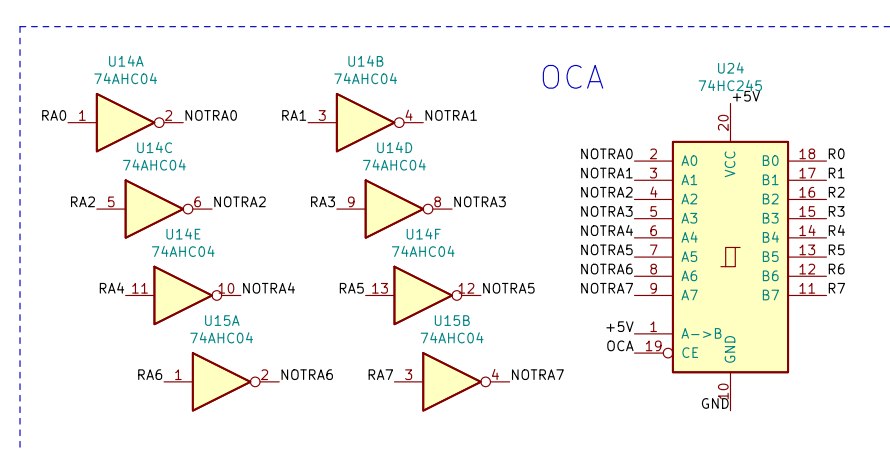 U14A
74AHC04
RA0 1 2 NOTRA0
U14B
74AHC04
RA1 3 4 NOTRA1
U14C
74AHC04
RA2 5 6 NOTRA2
U14D
74AHC04
RA3 9 8 NOTRA3
U14E
74AHC04
RA4 11 10 NOTRA4
U14F
74AHC04
RA5 13 12 NOTRA5
U15A
74AHC04
RA6 1 2 NOTRA6
U15B
74AHC04
RA7 3 4 NOTRA7
OCA
U24
74HC245
+5V
20
VCC
NOTRA0 2 A0 B0 18 R0
NOTRA1 3 A1 B1 17 R1
NOTRA2 4 A2 B2 16 R2
NOTRA3 5 A3 B3 15 R3
NOTRA4 6 A4 B4 14 R4
NOTRA5 7 A5 B5 13 R5
NOTRA6 8 A6 B6 12 R6
NOTRA7 9 A7 B7 11 R7
+5V 1 A->B
OCA 19 CE
GND
10
GND